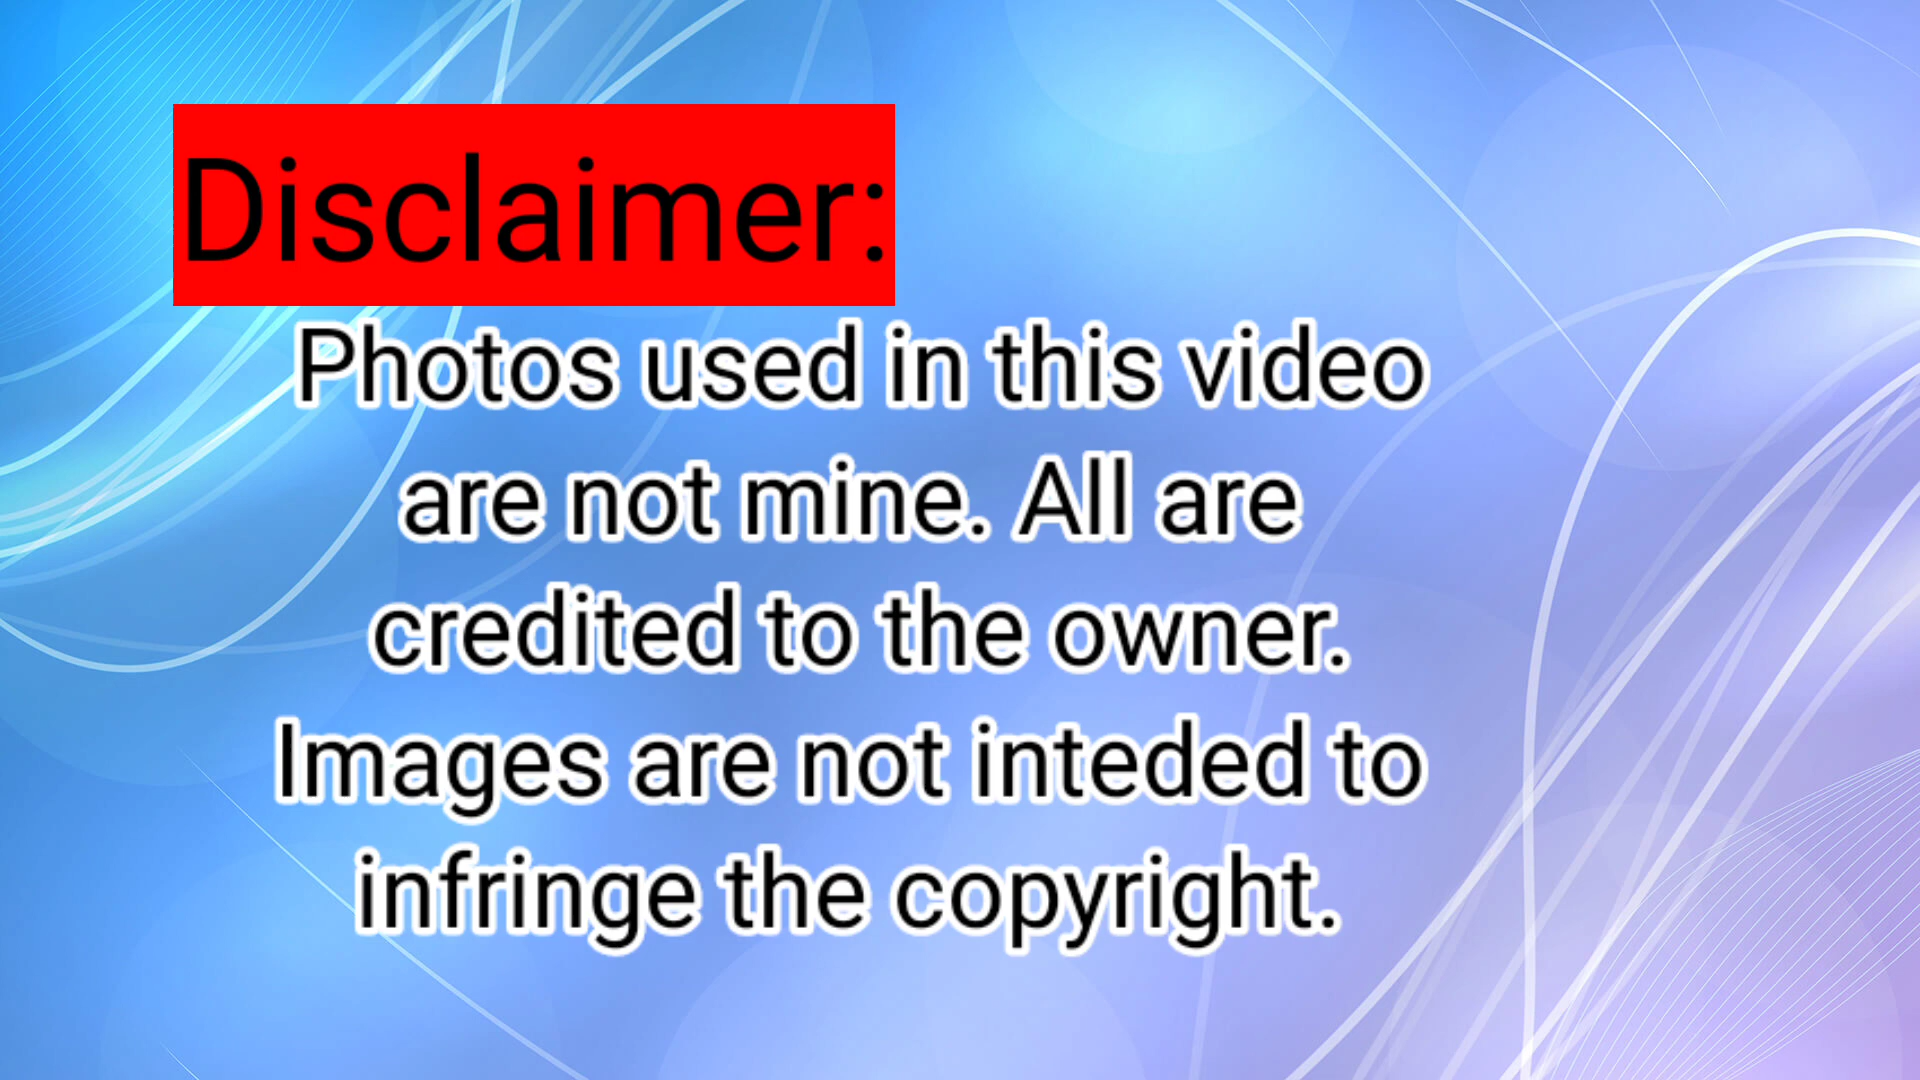 Disclaimer:
Photos used in this video
are not mine. All are
credited to the owner.
Images are not inteded to
infringe the copyright.